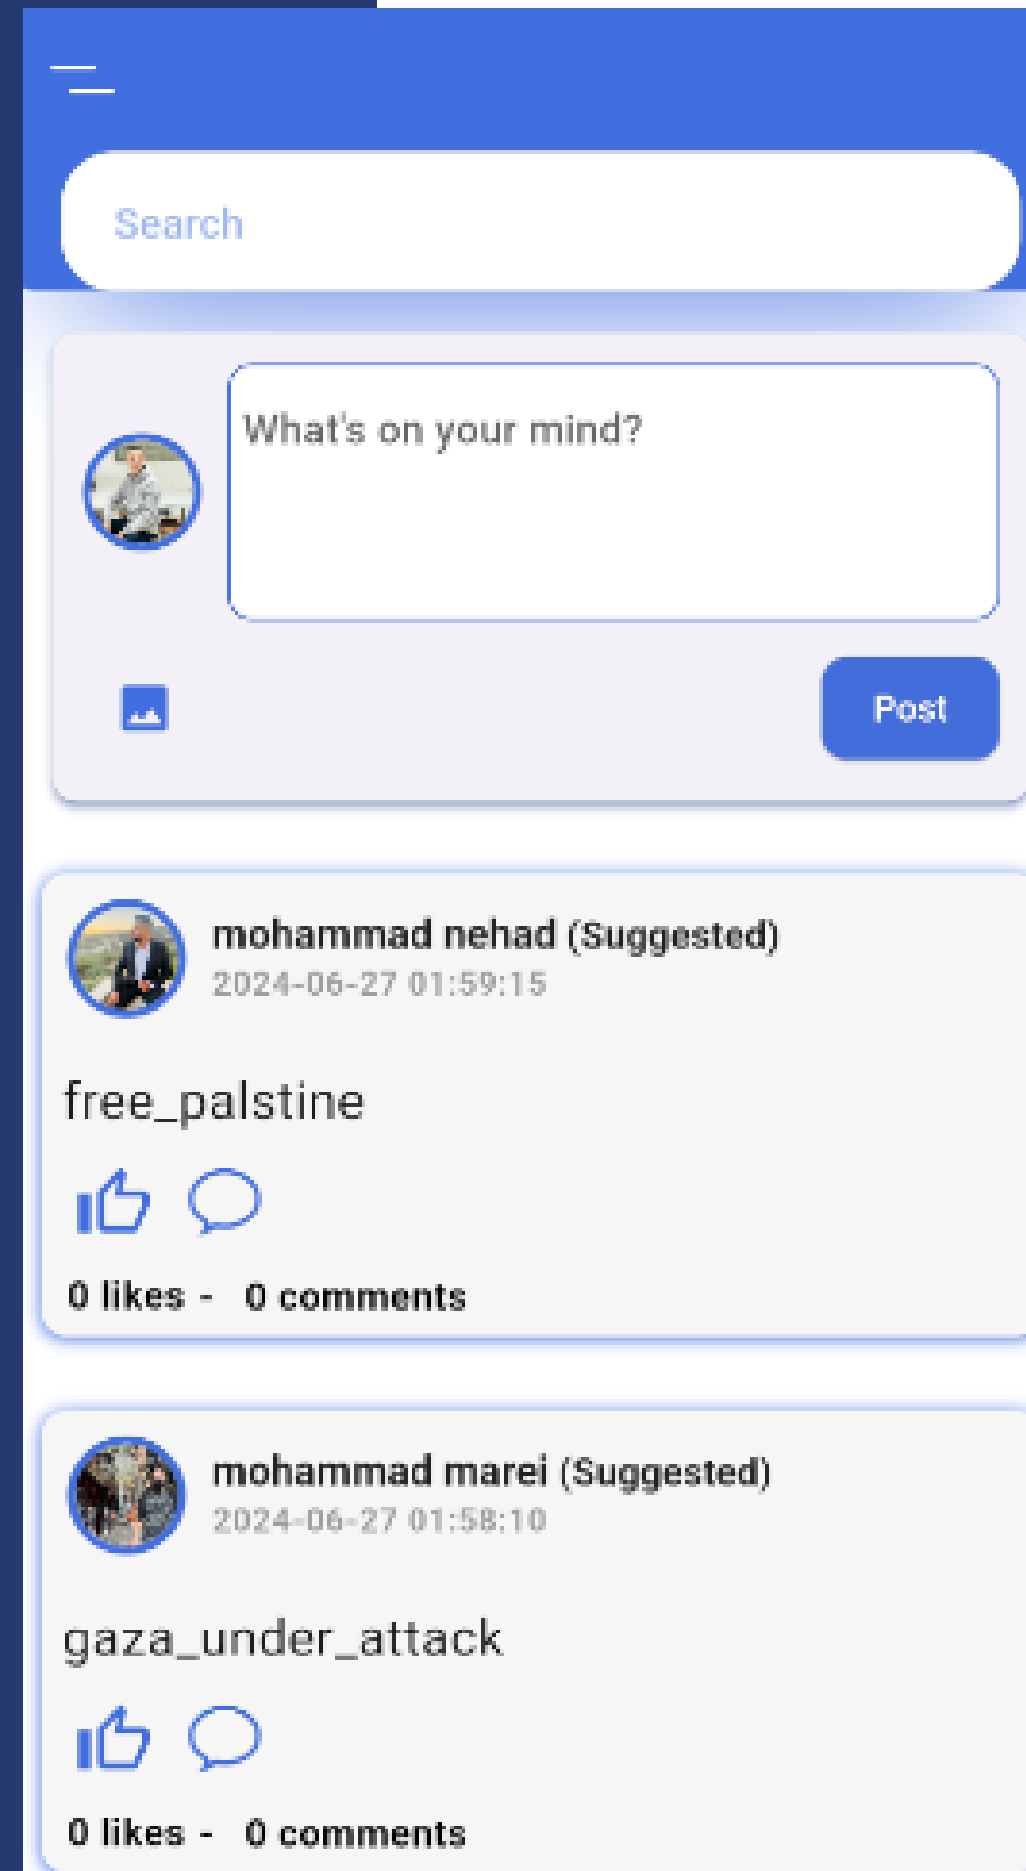 Search
What's on your mind?
Post
mohammad nehad (Suggested)
2024-06-27 01:59:15
free_palstine
0 likes - 0 comments
mohammad marei (Suggested)
2024-06-27 01:58:10
gaza_under_attack
0 likes - 0 comments